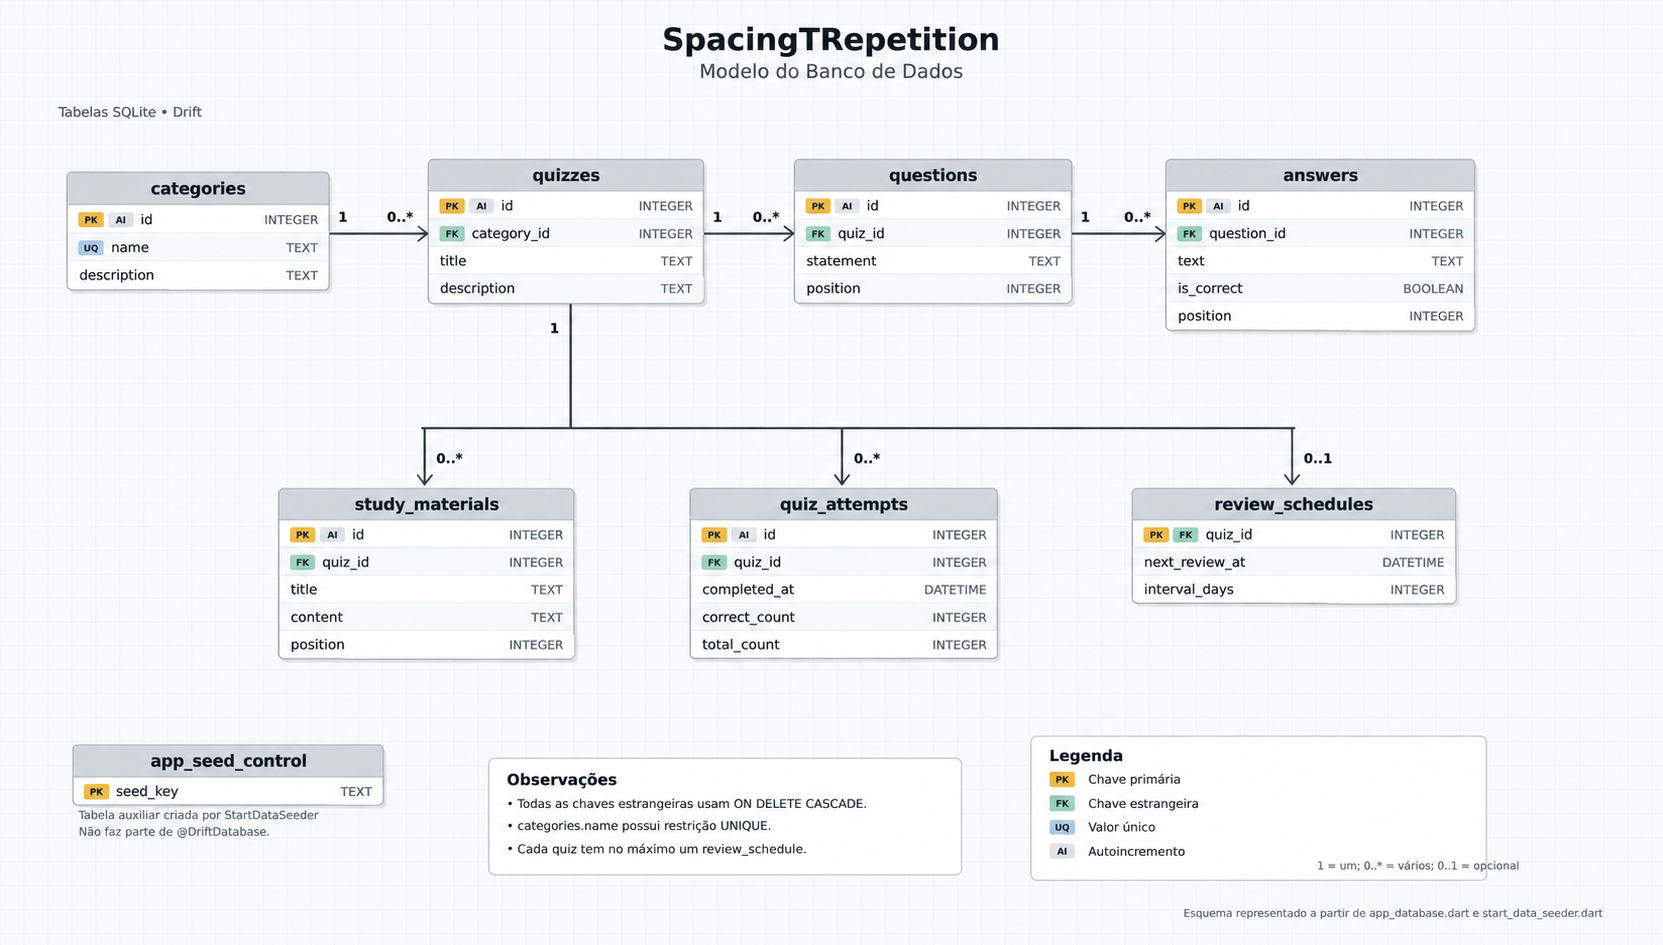 SpacingTRepetition
Modelo do Banco de Dados
Tabelas SQLite • Drift
categories
PK AI id INTEGER
UQ name TEXT
description TEXT
1 0..*
quizzes
PK AI id INTEGER
FK category_id INTEGER
title TEXT
description TEXT
1 0..*
questions
PK AI id INTEGER
FK quiz_id INTEGER
statement TEXT
position INTEGER
1 0..*
answers
PK AI id INTEGER
FK question_id INTEGER
text TEXT
is_correct BOOLEAN
position INTEGER
1
0..*
0..*
0..1
study_materials
PK AI id INTEGER
FK quiz_id INTEGER
title TEXT
content TEXT
position INTEGER
quiz_attempts
PK AI id INTEGER
FK quiz_id INTEGER
completed_at DATETIME
correct_count INTEGER
total_count INTEGER
review_schedules
PK FK quiz_id INTEGER
next_review_at DATETIME
interval_days INTEGER
app_seed_control
PK seed_key TEXT
Tabela auxiliar criada por StartDataSeeder
Não faz parte de @DriftDatabase.
Observações
• Todas as chaves estrangeiras usam ON DELETE CASCADE.
• categories.name possui restrição UNIQUE.
• Cada quiz tem no máximo um review_schedule.
Legenda
PK Chave primária
FK Chave estrangeira
UQ Valor único
AI Autoincremento
1 = um; 0..* = vários; 0..1 = opcional
Esquema representado a partir de app_database.dart e start_data_seeder.dart